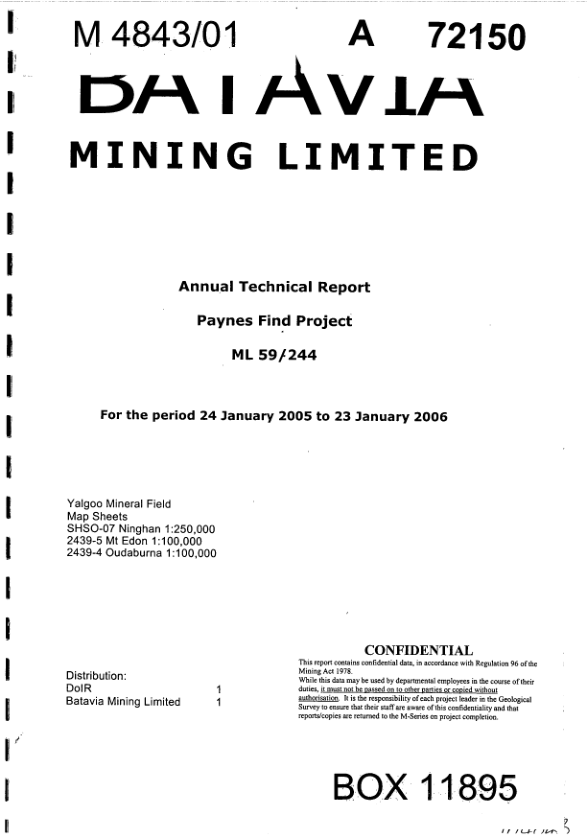 M 4843/01 A 72150
BATAVIA
MINING LIMITED
Annual Technical Report
Paynes Find Project
ML 59/244
For the period 24 January 2005 to 23 January 2006
Yalgoo Mineral Field
Map Sheets
SHSO-07 Ninghan 1:250,000
2439-5 Mt Edon 1:100,000
2439-4 Oudaburna 1:100,000
CONFIDENTIAL
This report contains confidential data, in accordance with Regulation 96 of the
Mining Act 1978.
While this data may be used by departmental employees in the course of their
duties, it must not be passed on to other parties or copied without
authorisation. It is the responsibility of each project leader in the Geological
Survey to ensure that their staff are aware of this confidentiality and that
reports/copies are returned to the M-Series on project completion.
Distribution:
DoIR 1
Batavia Mining Limited 1
BOX 11895